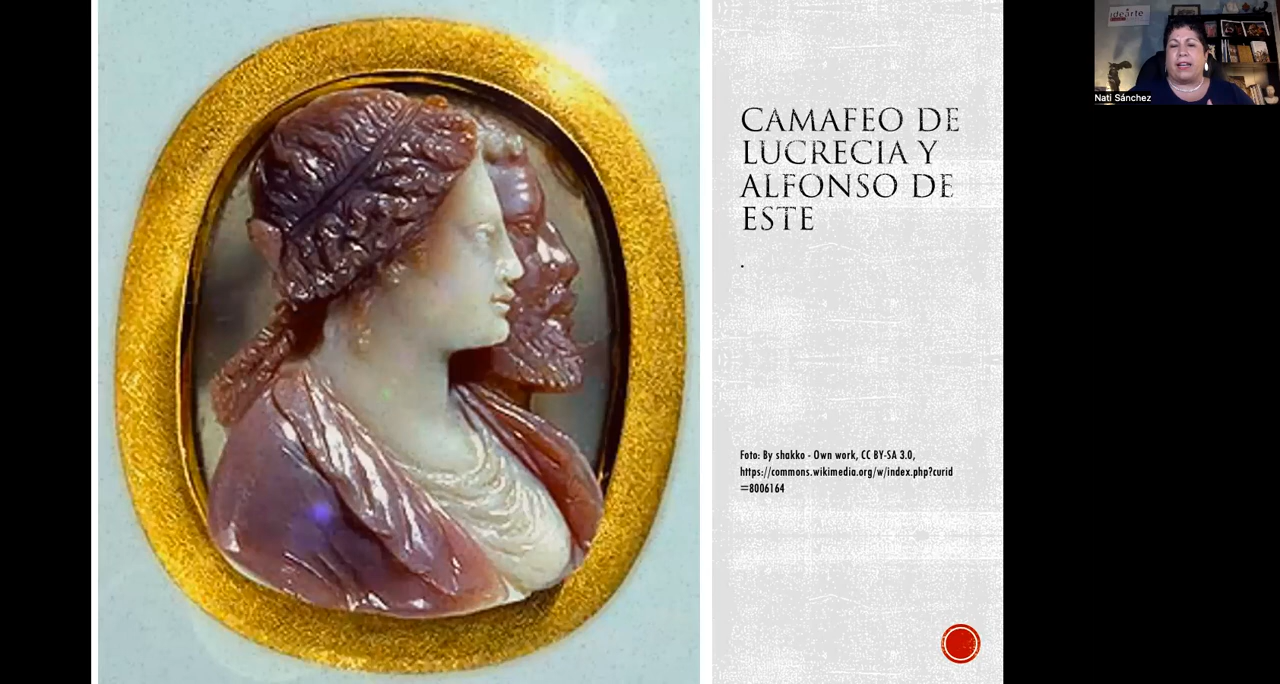 CAMAFEO DE
LUCRECIA Y
ALFONSO DE
ESTE
.
Foto: By shakko - Own work, CC BY-SA 3.0,
https://commons.wikimedia.org/w/index.php?curid
=8006164
idearte
Nati Sánchez